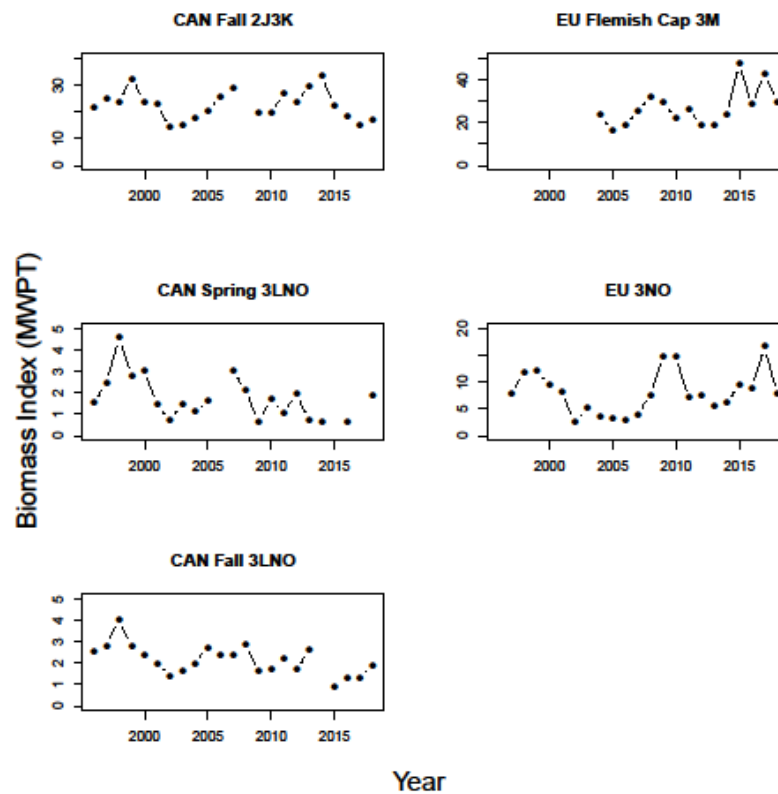 CAN Fall 2J3K
0 10 30
2000 2005 2010 2015
EU Flemish Cap 3M
0 20 40
2000 2005 2010 2015
Biomass Index (MWPT)
CAN Spring 3LNO
0 1 2 3 4 5
2000 2005 2010 2015
EU 3NO
0 5 10 20
2000 2005 2010 2015
CAN Fall 3LNO
0 1 2 3 4 5
2000 2005 2010 2015
Year